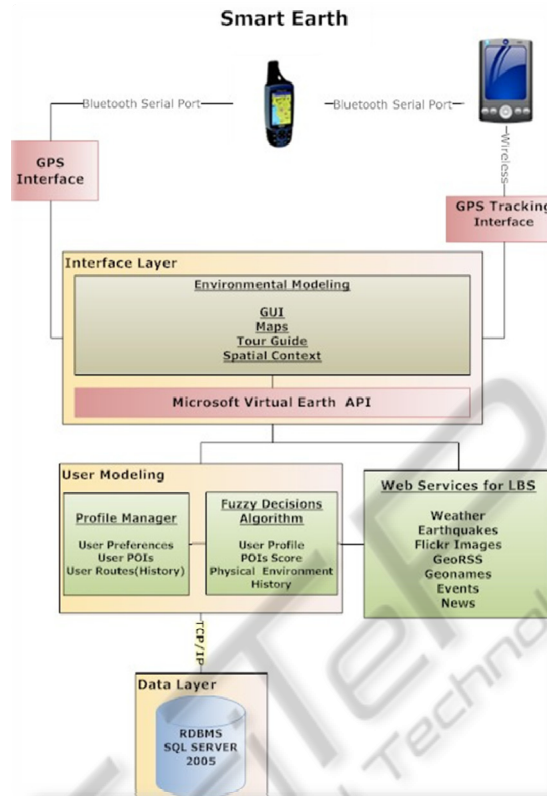 Smart Earth
Bluetooth Serial Port
Bluetooth Serial Port
Wireless
GPS
Interface
GPS Tracking
Interface
Interface Layer
Environmental Modeling
GUI
Maps
Tour Guide
Spatial Context
Microsoft Virtual Earth API
User Modeling
Profile Manager
User Preferences
User POIs
User Routes(History)
Fuzzy Decisions
Algorithm
User Profile
POIs Score
Physical Environment
History
Web Services for LBS
Weather
Earthquakes
Flickr Images
GeoRSS
Geonames
Events
News
TCP/IP
Data Layer
RDBMS
SQL SERVER
2005